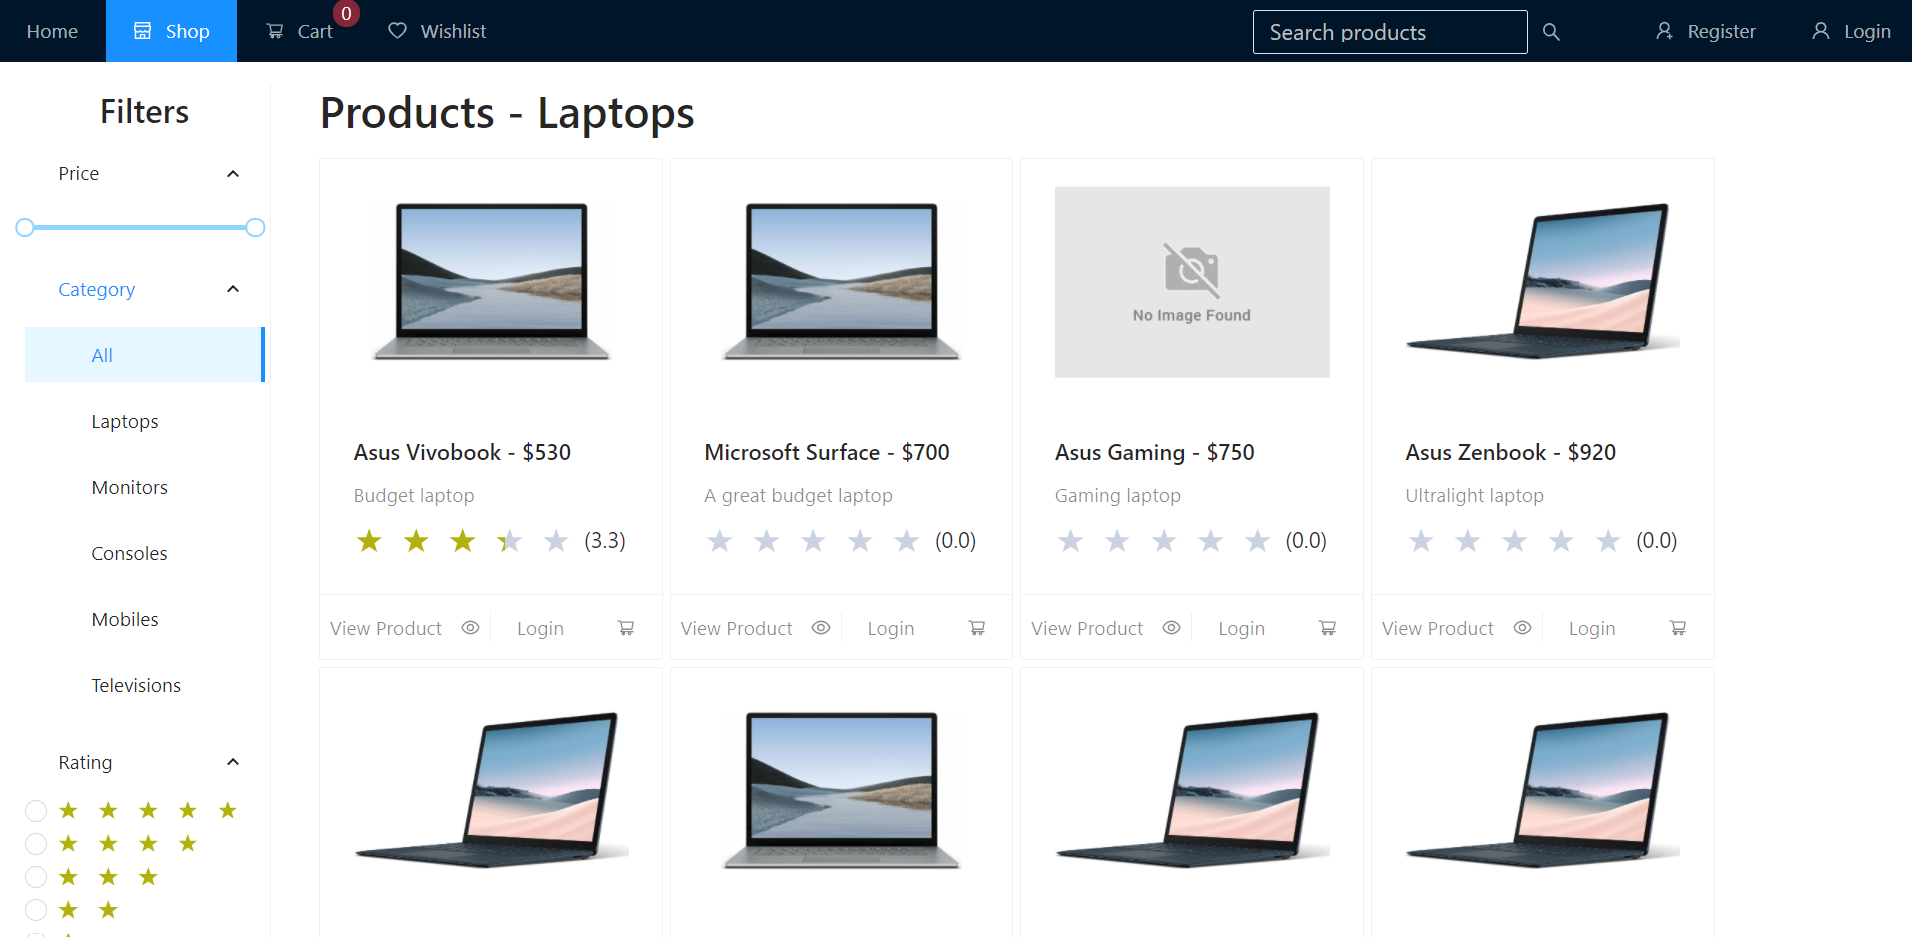 Home Shop Cart 0 Wishlist Search products Register Login
Filters
Price
Category
All
Laptops
Monitors
Consoles
Mobiles
Televisions
Rating
Products - Laptops
Asus Vivobook - $530
Budget laptop
(3.3)
View Product Login
Microsoft Surface - $700
A great budget laptop
(0.0)
View Product Login
No Image Found
Asus Gaming - $750
Gaming laptop
(0.0)
View Product Login
Asus Zenbook - $920
Ultralight laptop
(0.0)
View Product Login